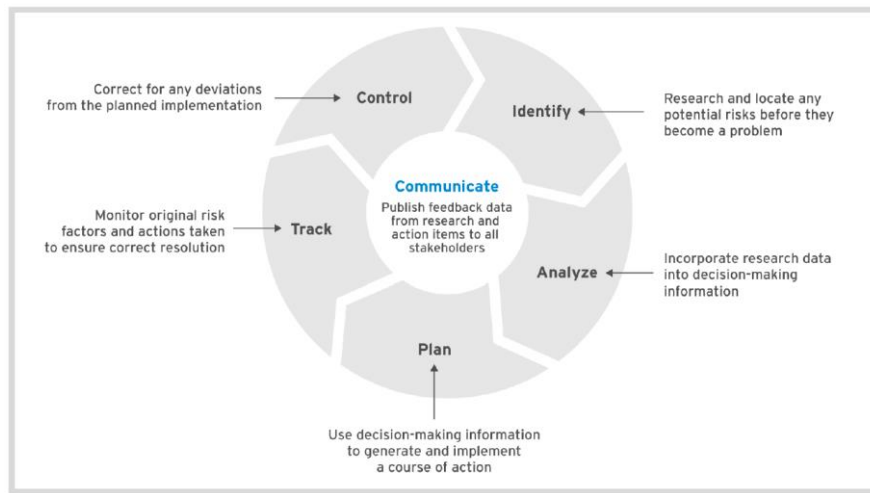 Control
Correct for any deviations
from the planned implementation
Identify
Research and locate any
potential risks before they
become a problem
Communicate
Publish feedback data
from research and
action items to all
stakeholders
Track
Monitor original risk
factors and actions taken
to ensure correct resolution
Analyze
Incorporate research data
into decision-making
information
Plan
Use decision-making information
to generate and implement
a course of action